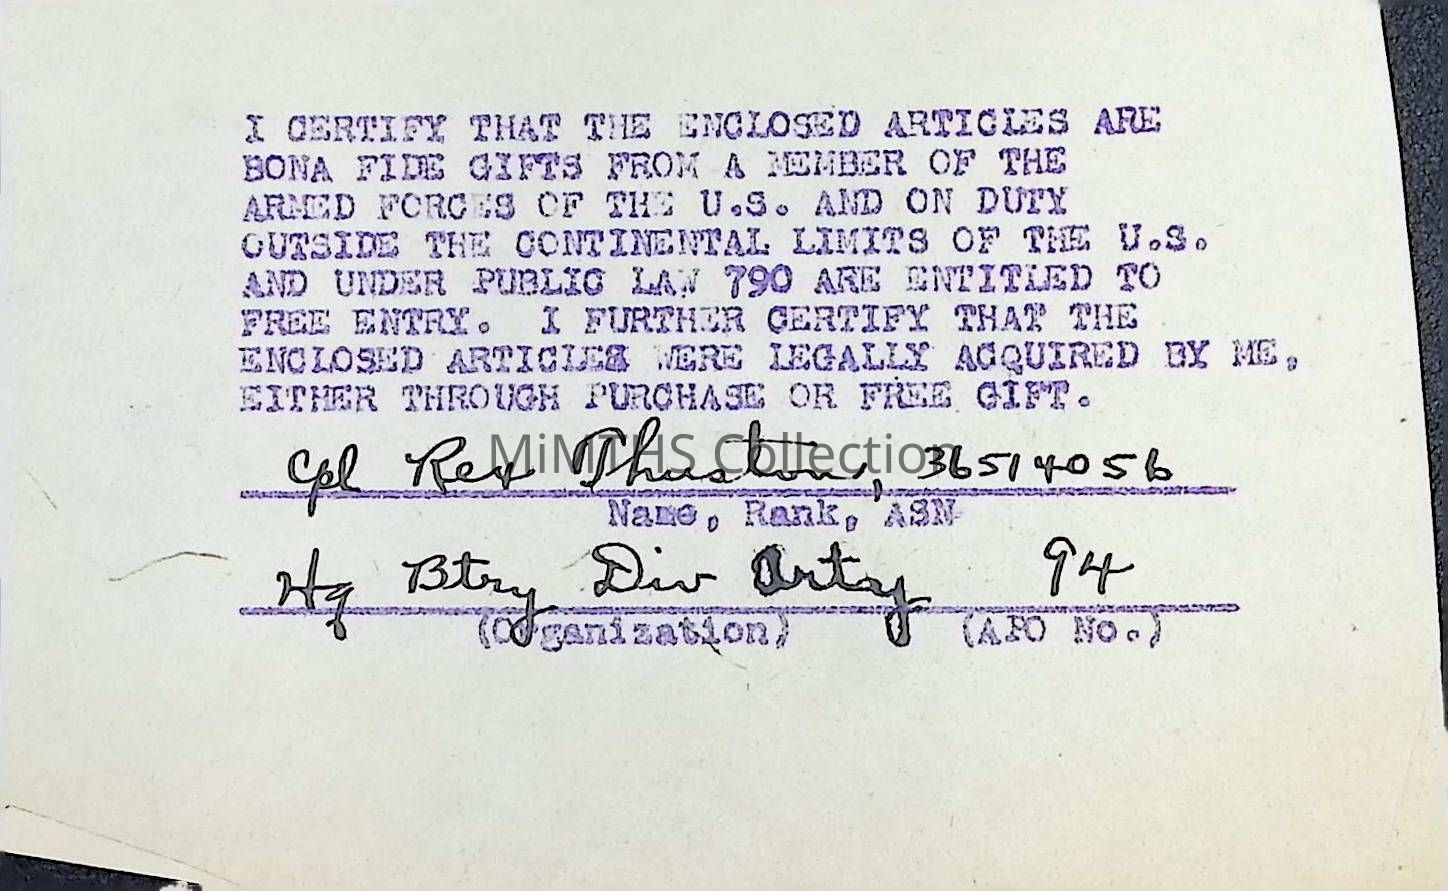 I CERTIFY THAT THE ENCLOSED ARTICLES ARE
BONA FIDE GIFTS FROM A MEMBER OF THE
ARMED FORCES OF THE U.S. AND ON DUTY
OUTSIDE THE CONTINENTAL LIMITS OF THE U.S.
AND UNDER PUBLIC LAW 790 ARE ENTITLED TO
FREE ENTRY. I FURTHER CERTIFY THAT THE
ENCLOSED ARTICLES WERE LEGALLY ACQUIRED BY ME,
EITHER THROUGH PURCHASE OR FREE GIFT.
MiMTHS Collection
Cpl Rex Thurston, 36514056
Name, Rank, ASN
Hq Btry Div Arty 94
(Organization) (APO No.)